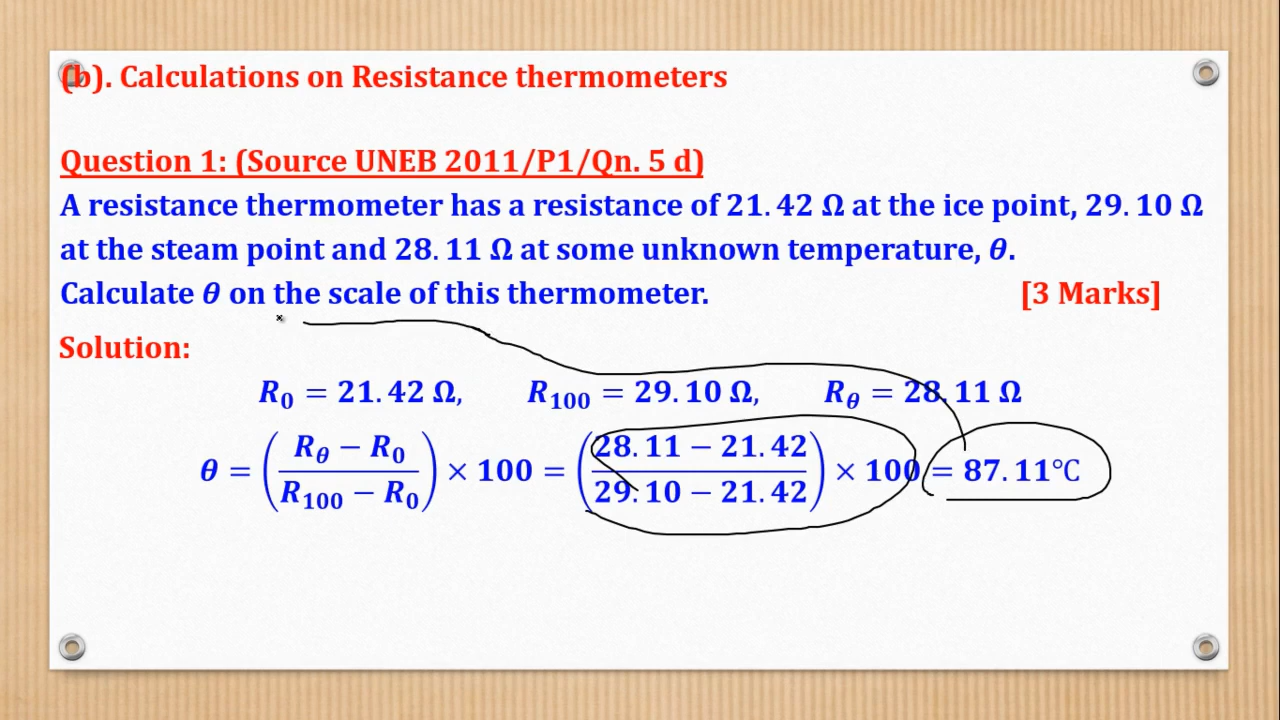 (b). Calculations on Resistance thermometers
Question 1: (Source UNEB 2011/P1/Qn. 5 d)
A resistance thermometer has a resistance of 21.42 Ω at the ice point, 29.10 Ω
at the steam point and 28.11 Ω at some unknown temperature, θ.
Calculate θ on the scale of this thermometer. [3 Marks]
Solution:
R₀ = 21.42 Ω, R₁₀₀ = 29.10 Ω, R_θ = 28.11 Ω
θ = ((R_θ − R₀)/(R₁₀₀ − R₀)) × 100 = ((28.11 − 21.42)/(29.10 − 21.42)) × 100 = 87.11°C